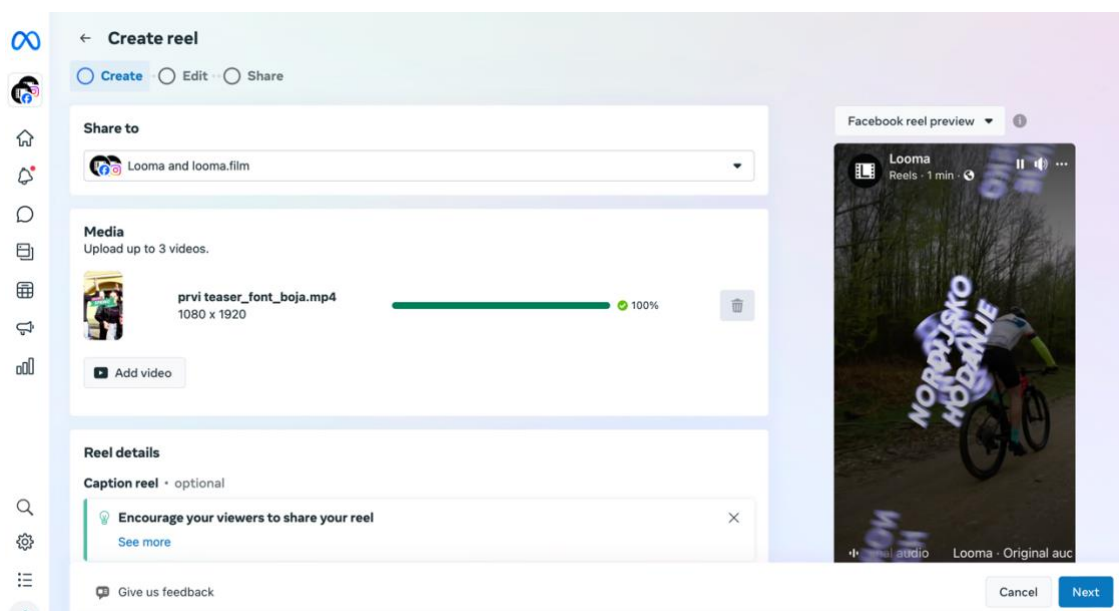 Create reel
Create
Edit
Share
Share to
Looma and looma.film
Media
Upload up to 3 videos.
prvi teaser_font_boja.mp4
1080 x 1920
100%
Add video
Reel details
Caption reel • optional
Encourage your viewers to share your reel
See more
Give us feedback
Facebook reel preview
Looma
Reels · 1 min ·
NORDIJSKO
HODANJE
Looma · Original auc
Cancel
Next